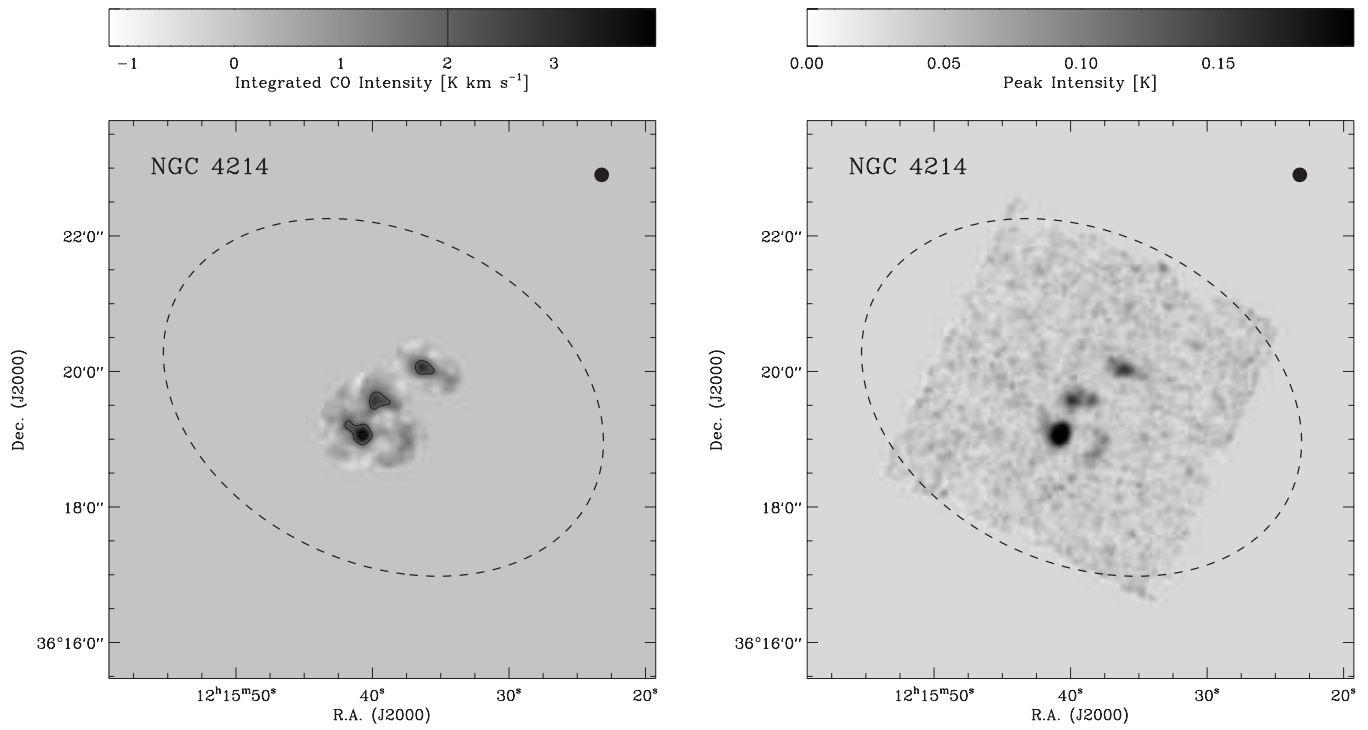 −1 0 1 2 3
Integrated CO Intensity [K km s⁻¹]
NGC 4214
22'0''
20'0''
18'0''
36°16'0''
Dec. (J2000)
12ʰ15ᵐ50ˢ 40ˢ 30ˢ 20ˢ
R.A. (J2000)
0.00 0.05 0.10 0.15
Peak Intensity [K]
NGC 4214
22'0''
20'0''
18'0''
36°16'0''
Dec. (J2000)
12ʰ15ᵐ50ˢ 40ˢ 30ˢ 20ˢ
R.A. (J2000)